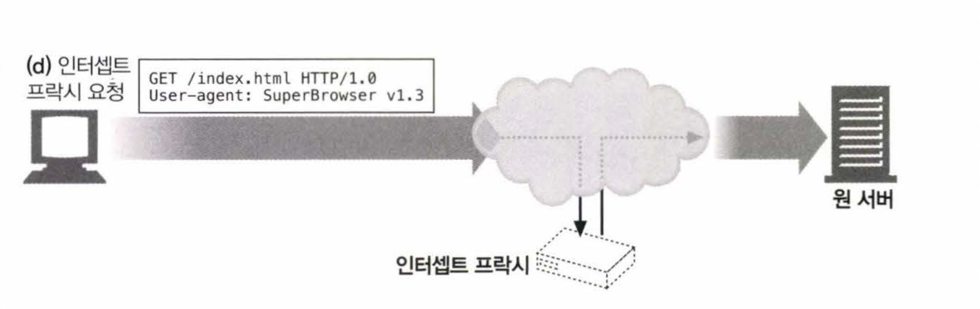 (d) 인터셉트
프락시 요청
GET /index.html HTTP/1.0
User-agent: SuperBrowser v1.3
원 서버
인터셉트 프락시